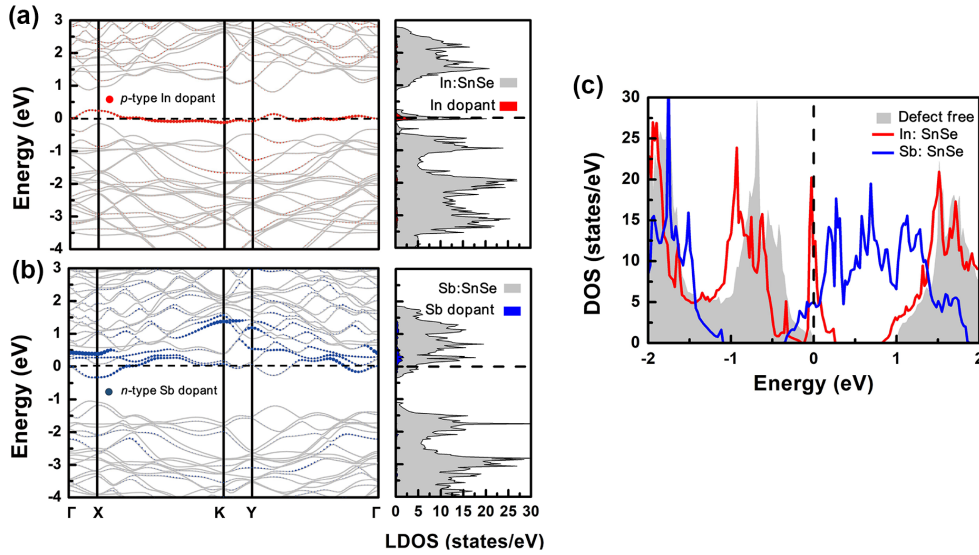 (a)
3
2
1
0
-1
-2
-3
-4
Energy (eV)
p-type In dopant
In:SnSe
In dopant
(b)
3
2
1
0
-1
-2
-3
-4
Energy (eV)
n-type Sb dopant
Sb:SnSe
Sb dopant
Γ X K Y Γ
0 5 10 15 20 25 30
LDOS (states/eV)
(c)
30
25
20
15
10
5
0
DOS (states/eV)
Defect free
In: SnSe
Sb: SnSe
-2 -1 0 1 2
Energy (eV)